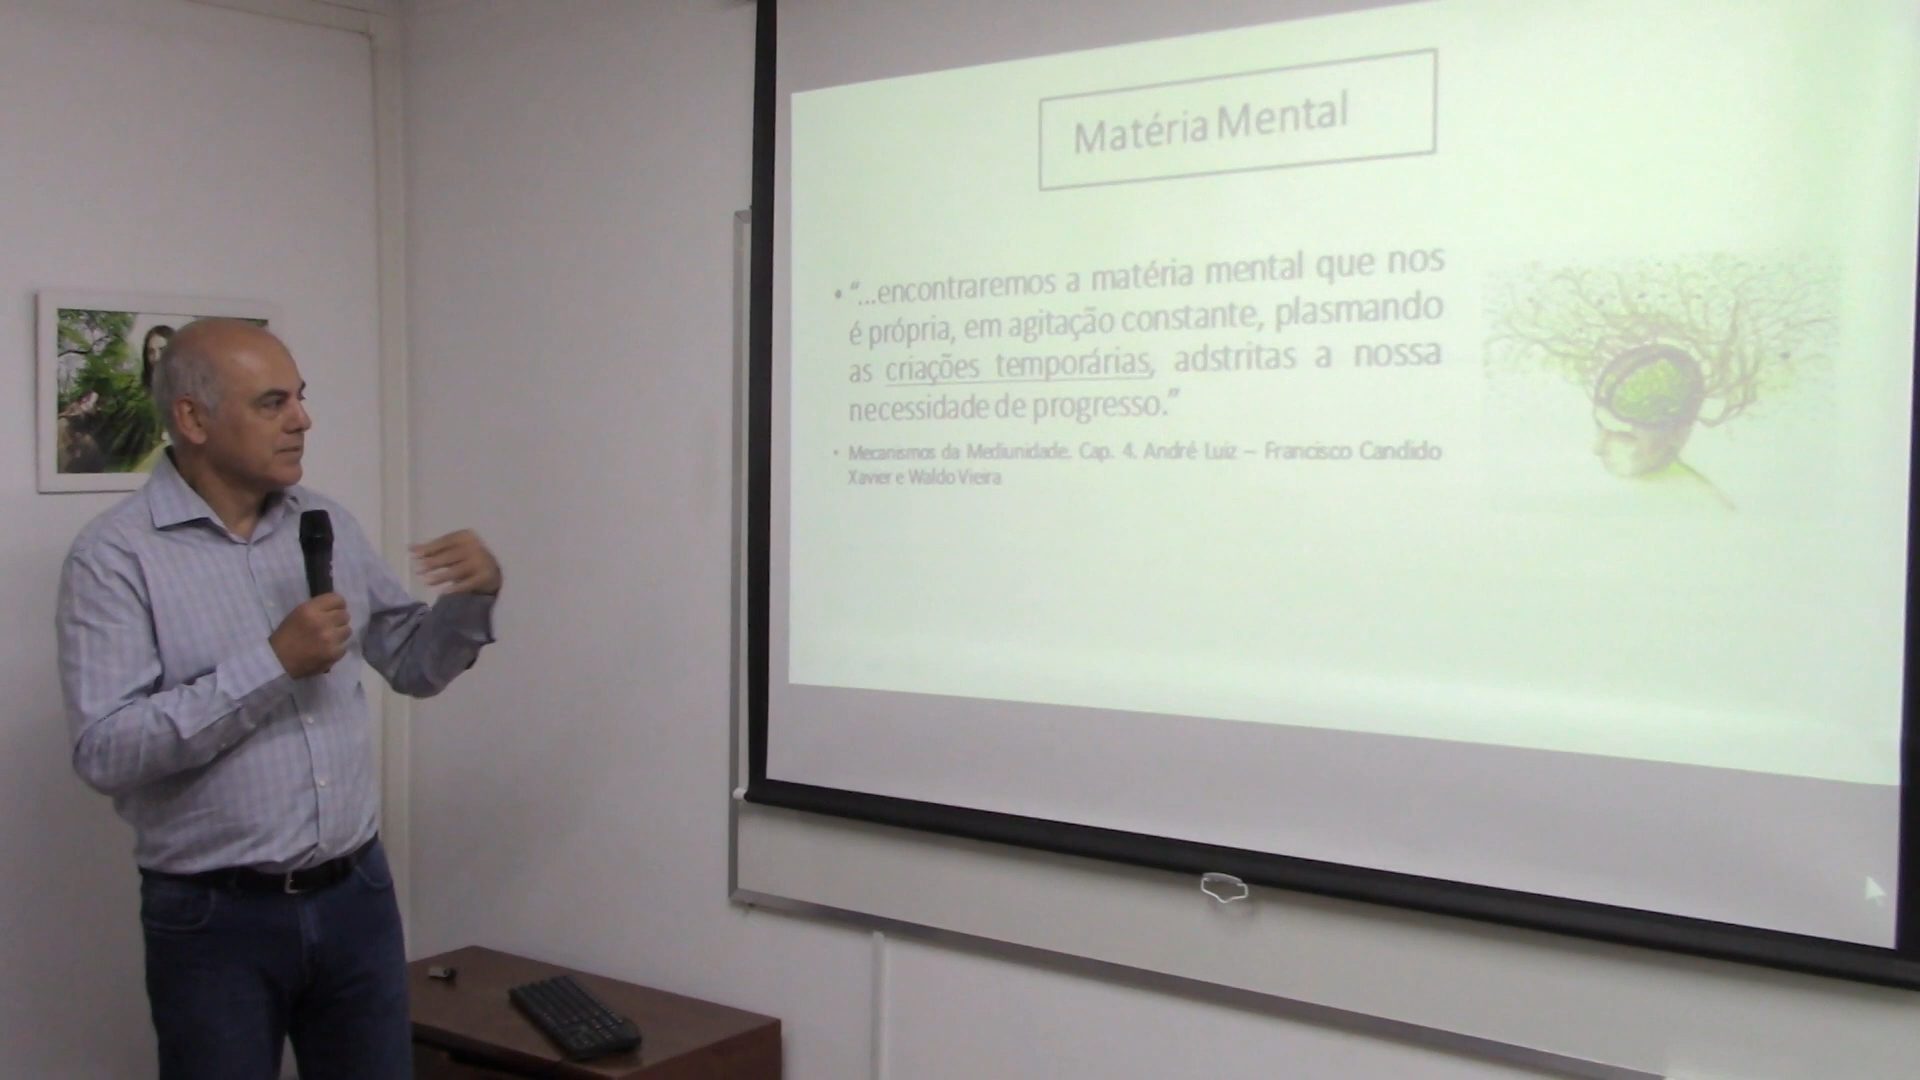 Matéria Mental
• “...encontraremos a matéria mental que nos
é própria, em agitação constante, plasmando
as criações temporárias, adstritas a nossa
necessidade de progresso.”
• Mecanismos da Mediunidade. Cap. 4. André Luiz – Francisco Candido
Xavier e Waldo Vieira